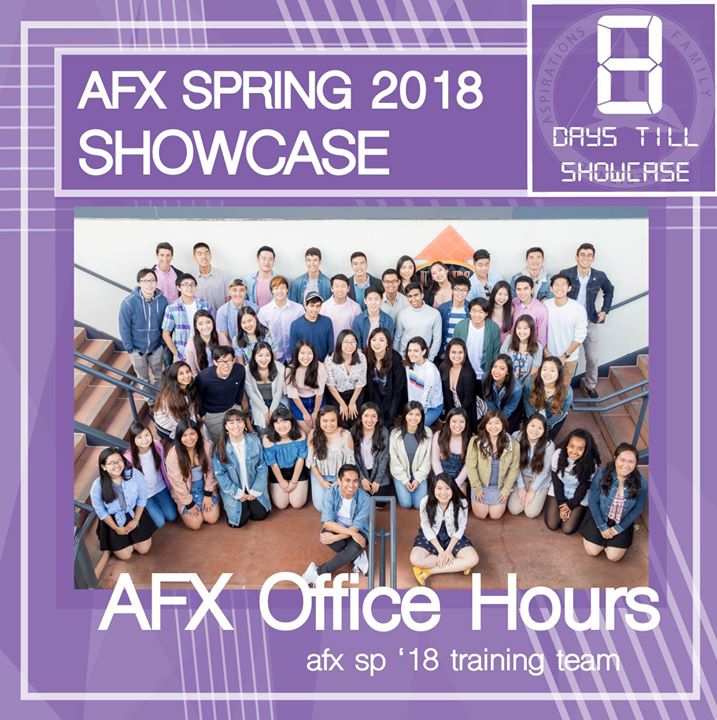 AFX SPRING 2018
SHOWCASE
8
DAYS TILL
SHOWCASE
ASPIRATIONS
FAMILY
AFX Office Hours
afx sp ‘18 training team